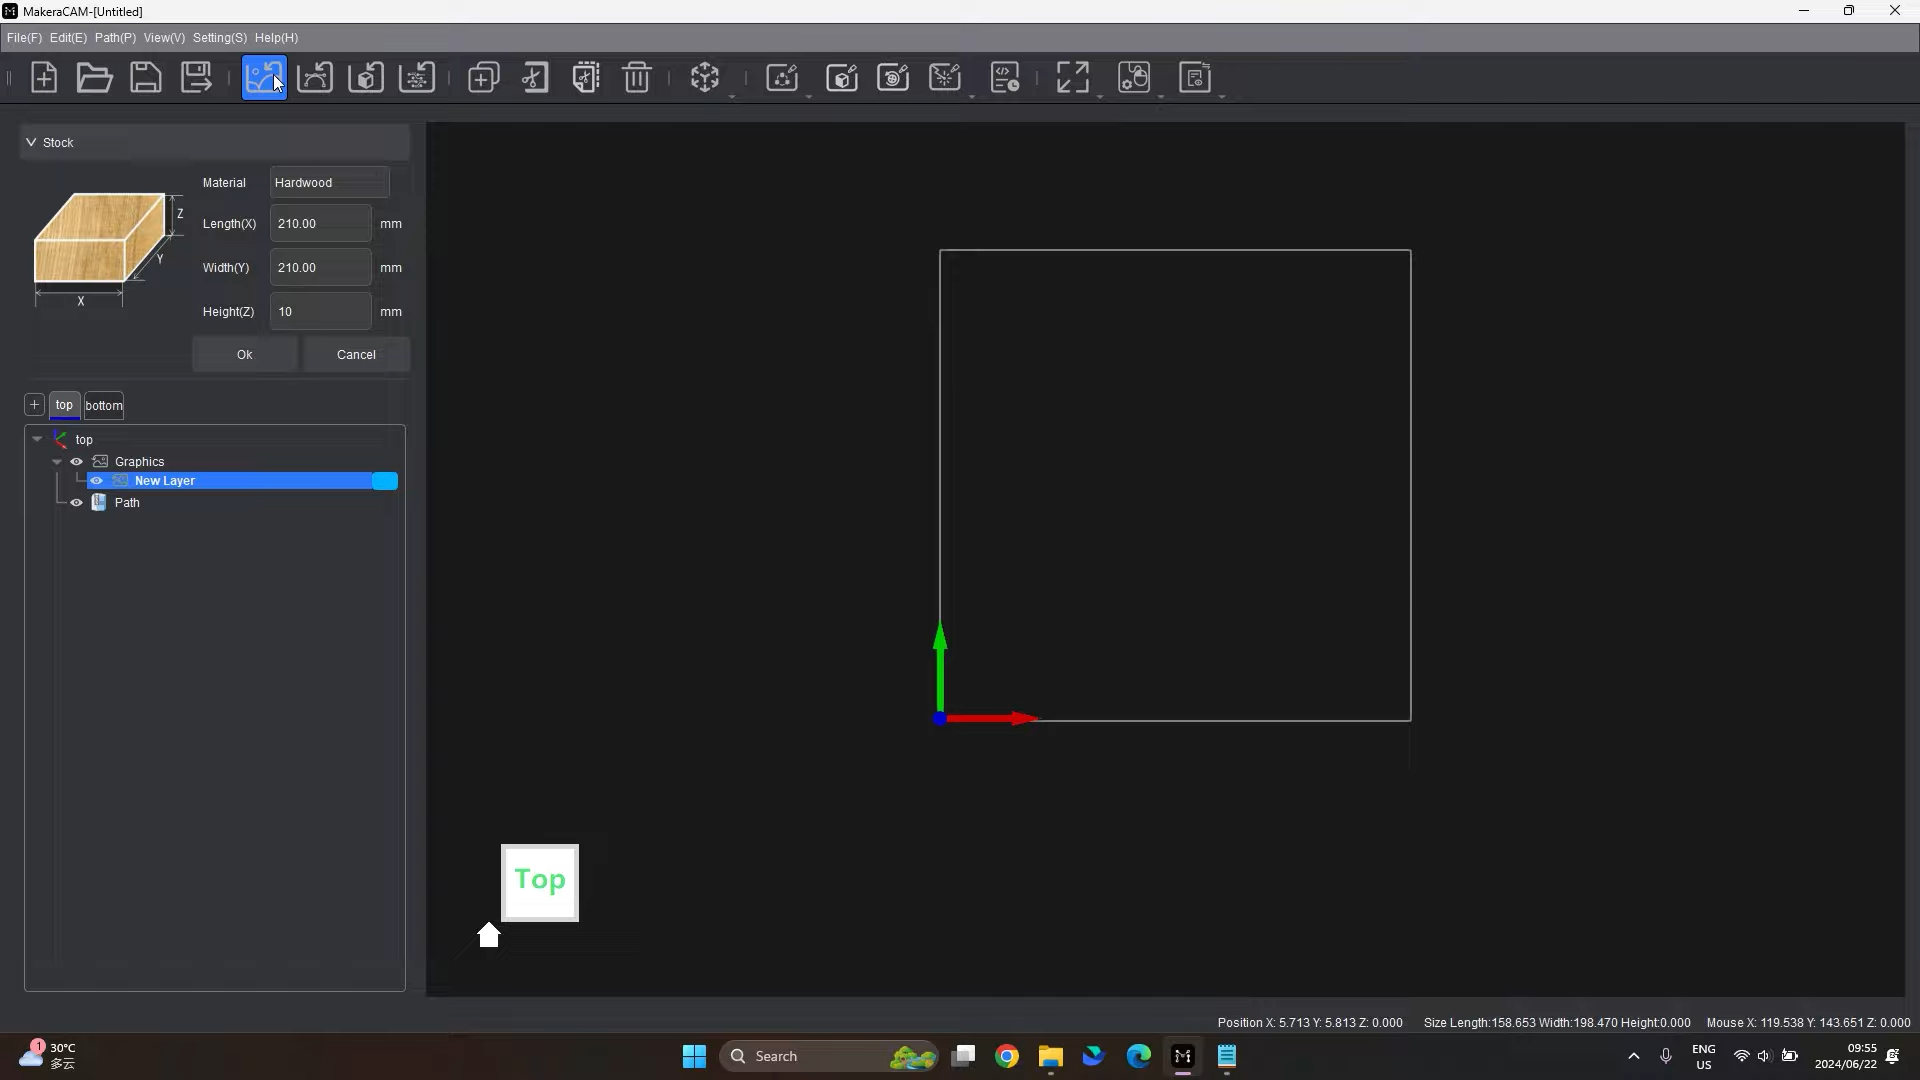 MakeraCAM-[Untitled]
File(F) Edit(E) Path(P) View(V) Setting(S) Help(H)
Stock
Material Hardwood
Length(X) 210.00 mm
Width(Y) 210.00 mm
Height(Z) 10 mm
Z
Y
X
Ok Cancel
+ top bottom
top
Graphics
New Layer
Path
Top
Position X: 5.713 Y: 5.813 Z: 0.000 Size Length:158.653 Width:198.470 Height:0.000 Mouse X: 119.538 Y: 143.651 Z: 0.000
1
30°C
多云
Search
ENG
US
09:55
2024/06/22